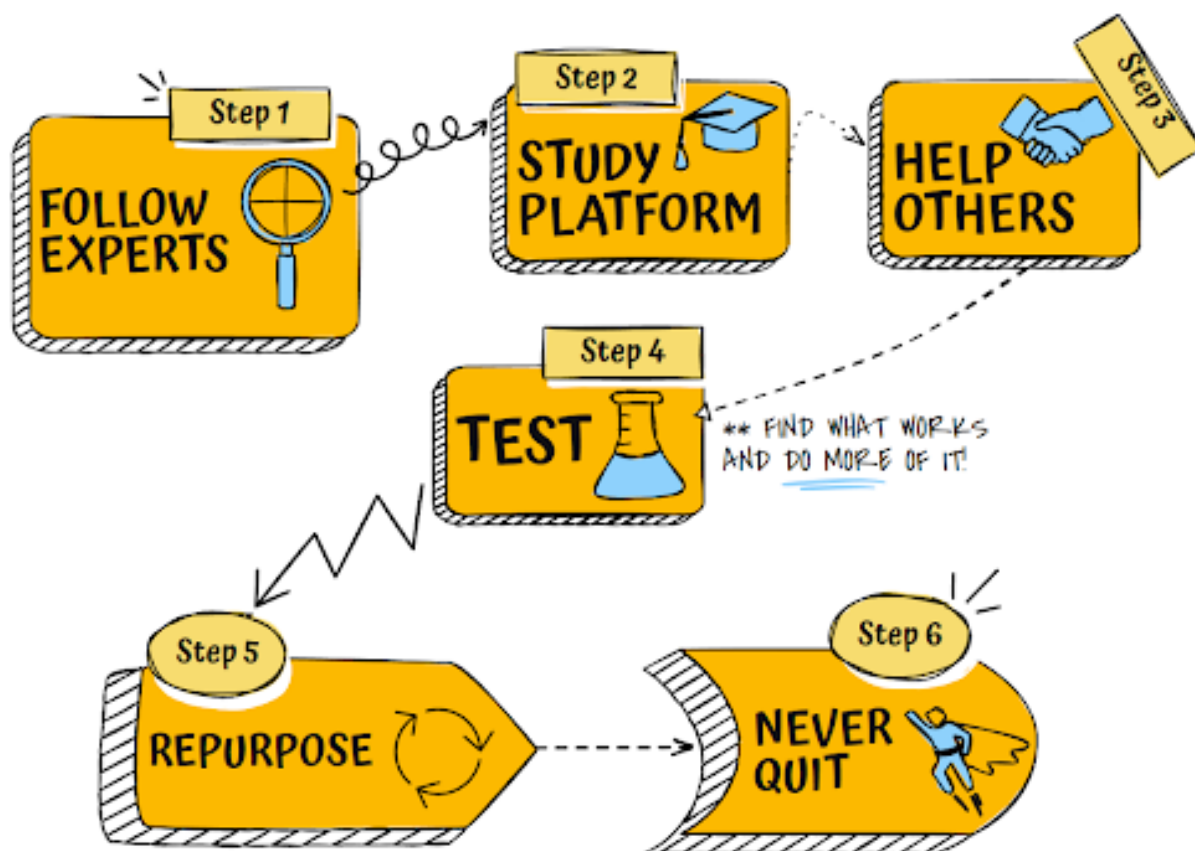 Step 1
FOLLOW
EXPERTS
Step 2
STUDY
PLATFORM
Step 3
HELP
OTHERS
Step 4
TEST
** FIND WHAT WORKS
AND DO MORE OF IT!
Step 5
REPURPOSE
Step 6
NEVER
QUIT